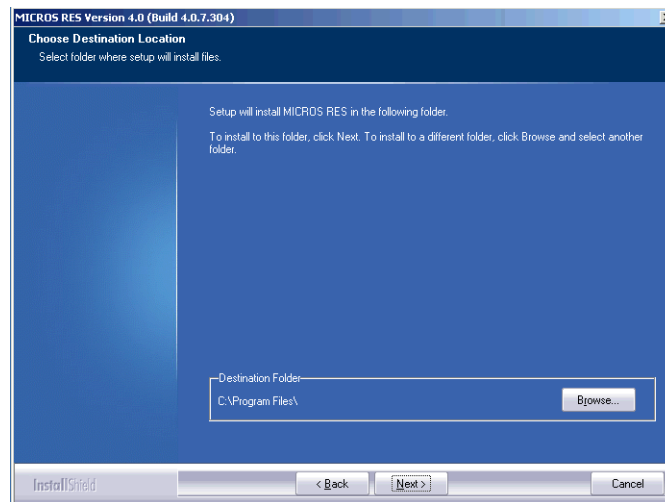 MICROS RES Version 4.0 (Build 4.0.7.304)
Choose Destination Location
Select folder where setup will install files.
Setup will install MICROS RES in the following folder.
To install to this folder, click Next. To install to a different folder, click Browse and select another
folder.
Destination Folder
C:\Program Files\
Browse...
InstallShield
< Back
Next >
Cancel